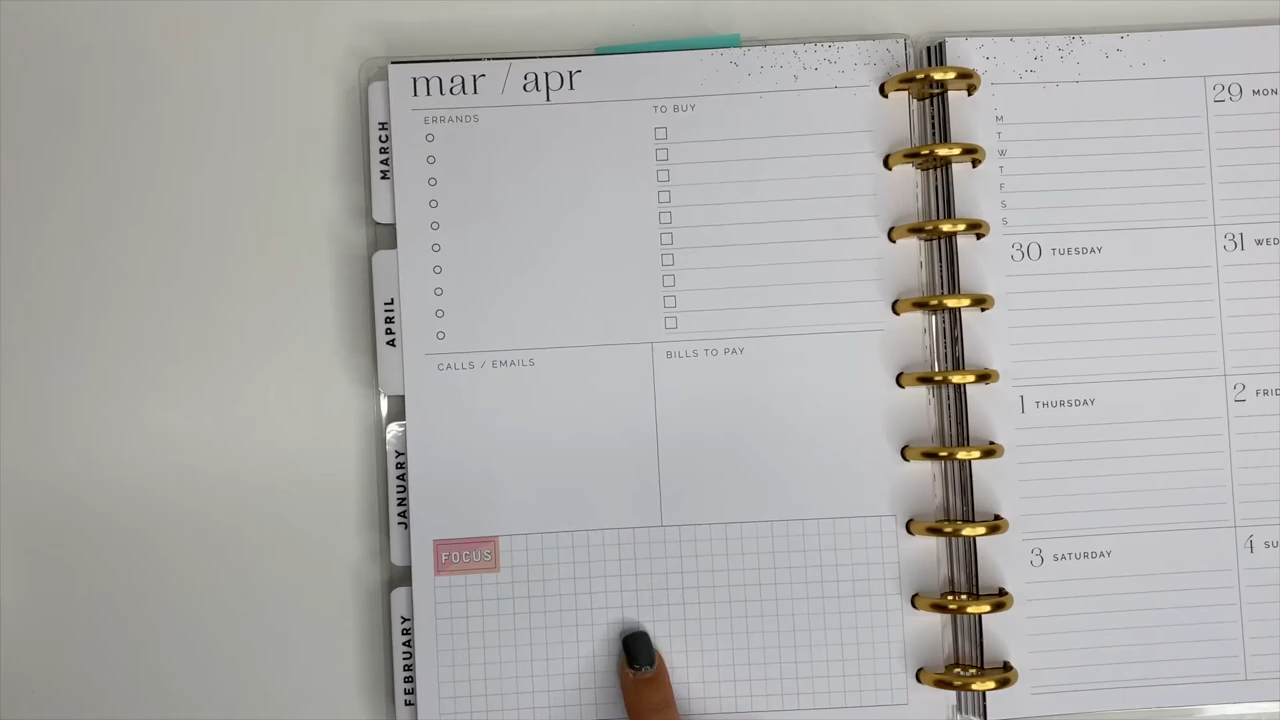 mar / apr
ERRANDS
TO BUY
CALLS / EMAILS
BILLS TO PAY
FOCUS
MARCH
APRIL
JANUARY
FEBRUARY
M
T
W
T
F
S
S
29 MON
30 TUESDAY
31 WED
1 THURSDAY
2 FRID
3 SATURDAY
4 SU